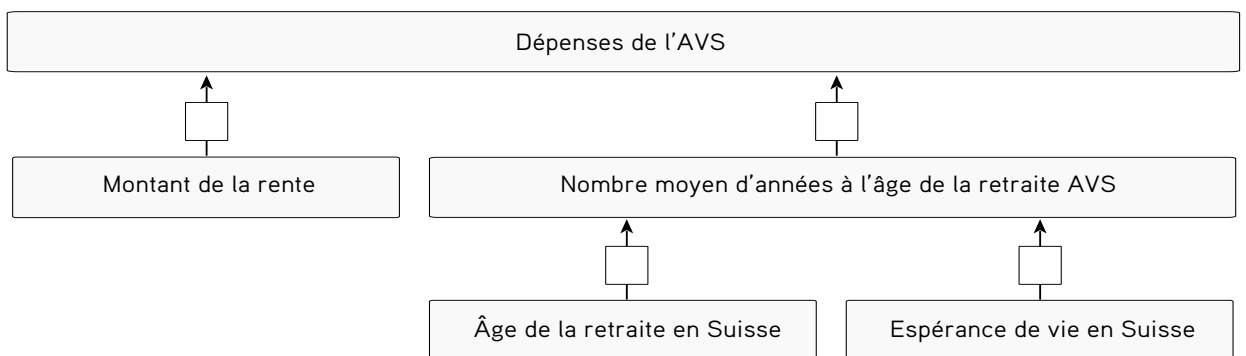 Dépenses de l'AVS
Montant de la rente
Nombre moyen d'années à l'âge de la retraite AVS
Âge de la retraite en Suisse
Espérance de vie en Suisse